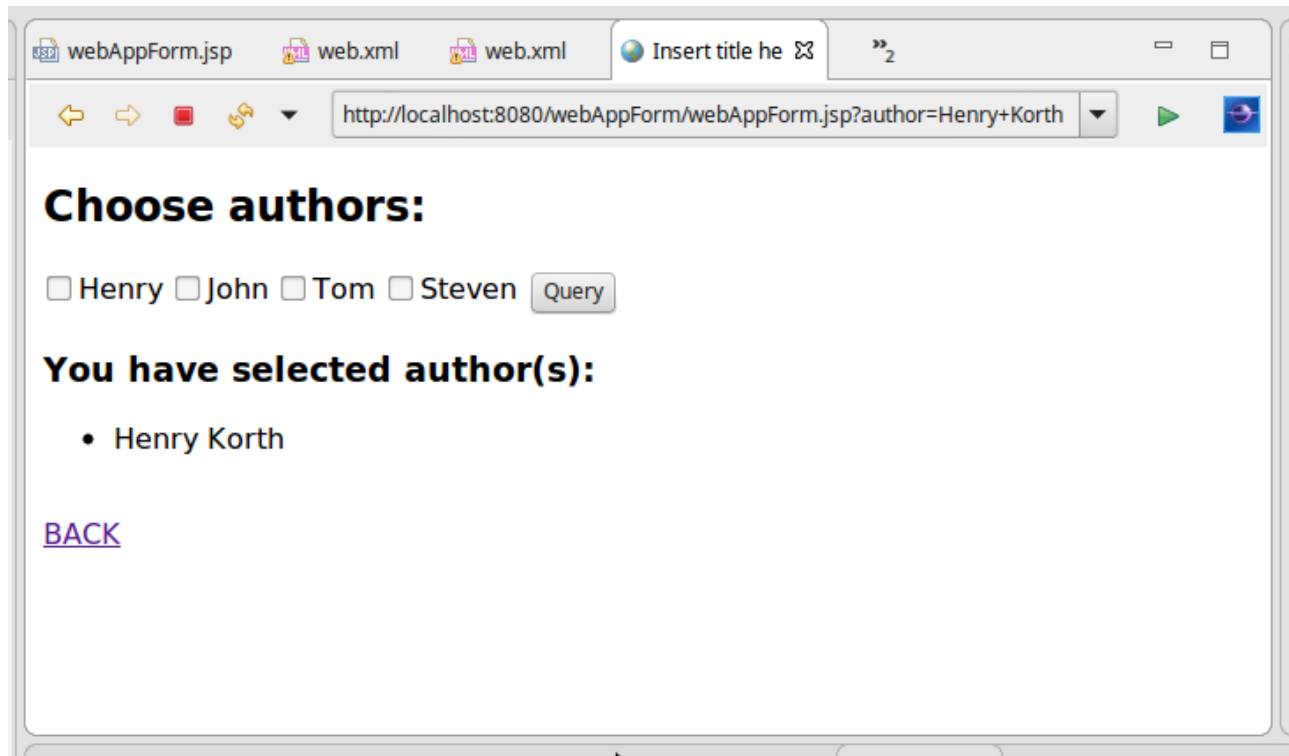 webAppForm.jsp web.xml web.xml Insert title he »2
http://localhost:8080/webAppForm/webAppForm.jsp?author=Henry+Korth
Choose authors:
Henry John Tom Steven Query
You have selected author(s):
• Henry Korth
BACK